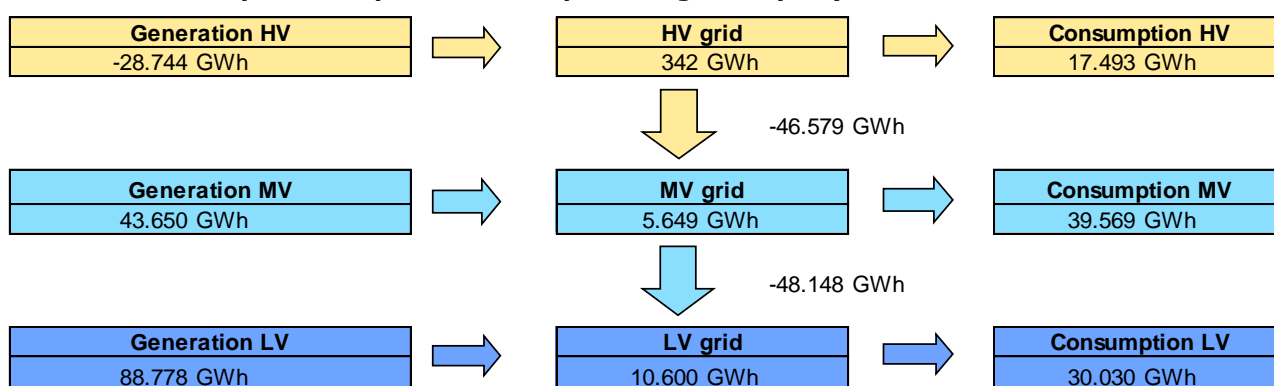 Generation HV HV grid Consumption HV
-28.744 GWh 342 GWh 17.493 GWh
-46.579 GWh
Generation MV MV grid Consumption MV
43.650 GWh 5.649 GWh 39.569 GWh
-48.148 GWh
Generation LV LV grid Consumption LV
88.778 GWh 10.600 GWh 30.030 GWh